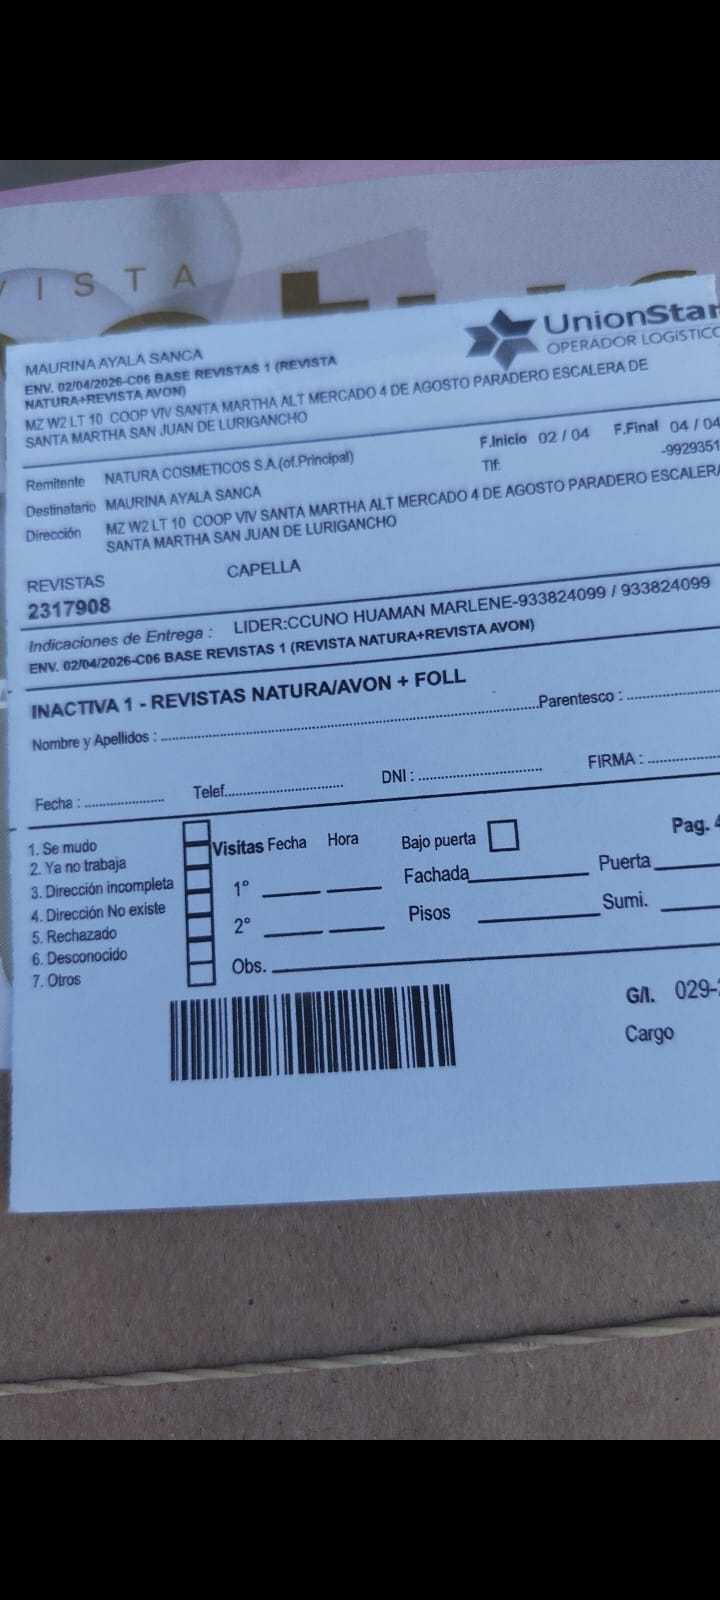 VISTA
UnionStar
OPERADOR LOGISTICO
MAURINA AYALA SANCA
ENV. 02/04/2026-C06 BASE REVISTAS 1 (REVISTA
NATURA+REVISTA AVON)
MZ W2 LT 10 COOP VIV SANTA MARTHA ALT MERCADO 4 DE AGOSTO PARADERO ESCALERA DE
SANTA MARTHA SAN JUAN DE LURIGANCHO
Remitente NATURA COSMETICOS S.A.(of.Principal) F.Inicio 02 / 04 F.Final 04 / 04
Destinatario MAURINA AYALA SANCA Tlf: -9929351
Dirección MZ W2 LT 10 COOP VIV SANTA MARTHA ALT MERCADO 4 DE AGOSTO PARADERO ESCALERA
SANTA MARTHA SAN JUAN DE LURIGANCHO
REVISTAS CAPELLA
2317908
Indicaciones de Entrega : LIDER:CCUNO HUAMAN MARLENE-933824099 / 933824099
ENV. 02/04/2026-C06 BASE REVISTAS 1 (REVISTA NATURA+REVISTA AVON)
INACTIVA 1 - REVISTAS NATURA/AVON + FOLL
Nombre y Apellidos : Parentesco :
Fecha : Telef. DNI : FIRMA :
1. Se mudo
2. Ya no trabaja
3. Dirección incompleta
4. Dirección No existe
5. Rechazado
6. Desconocido
7. Otros
Visitas Fecha Hora Bajo puerta Pag. 4
1° Fachada Puerta
2° Pisos Sumi.
Obs.
G/I. 029-
Cargo